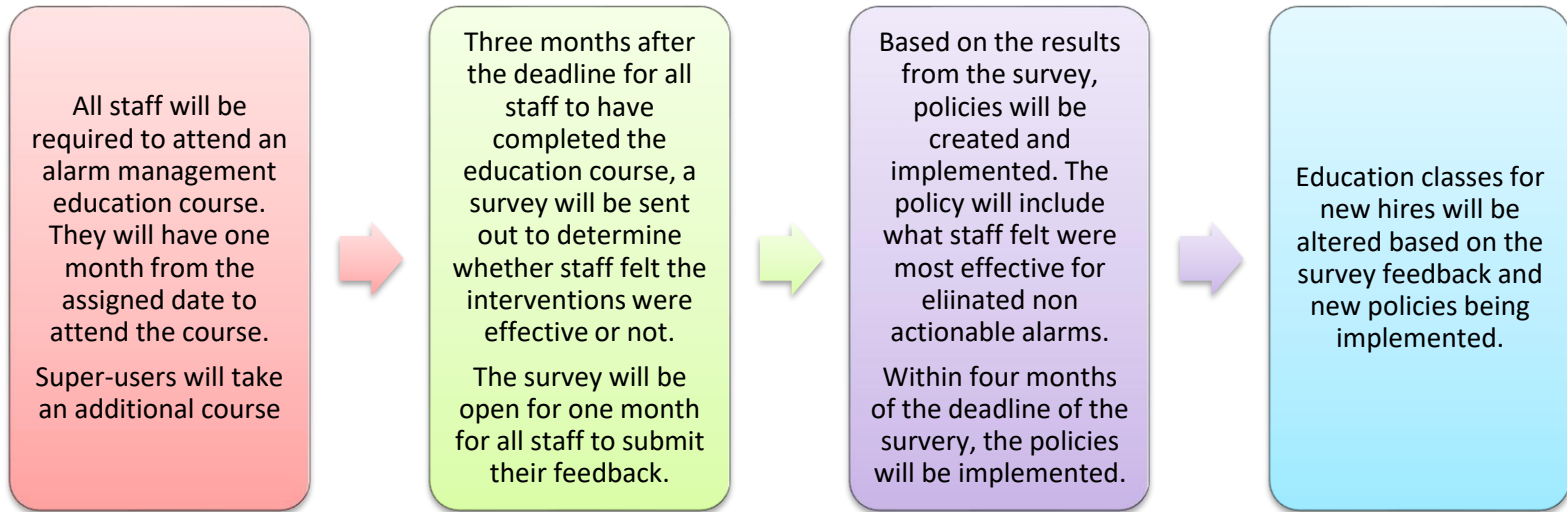 All staff will be
required to attend an
alarm management
education course.
They will have one
month from the
assigned date to
attend the course.
Super-users will take
an additional course
Three months after
the deadline for all
staff to have
completed the
education course, a
survey will be sent
out to determine
whether staff felt the
interventions were
effective or not.
The survey will be
open for one month
for all staff to submit
their feedback.
Based on the results
from the survey,
policies will be
created and
implemented. The
policy will include
what staff felt were
most effective for
eliinated non
actionable alarms.
Within four months
of the deadline of the
survery, the policies
will be implemented.
Education classes for
new hires will be
altered based on the
survey feedback and
new policies being
implemented.